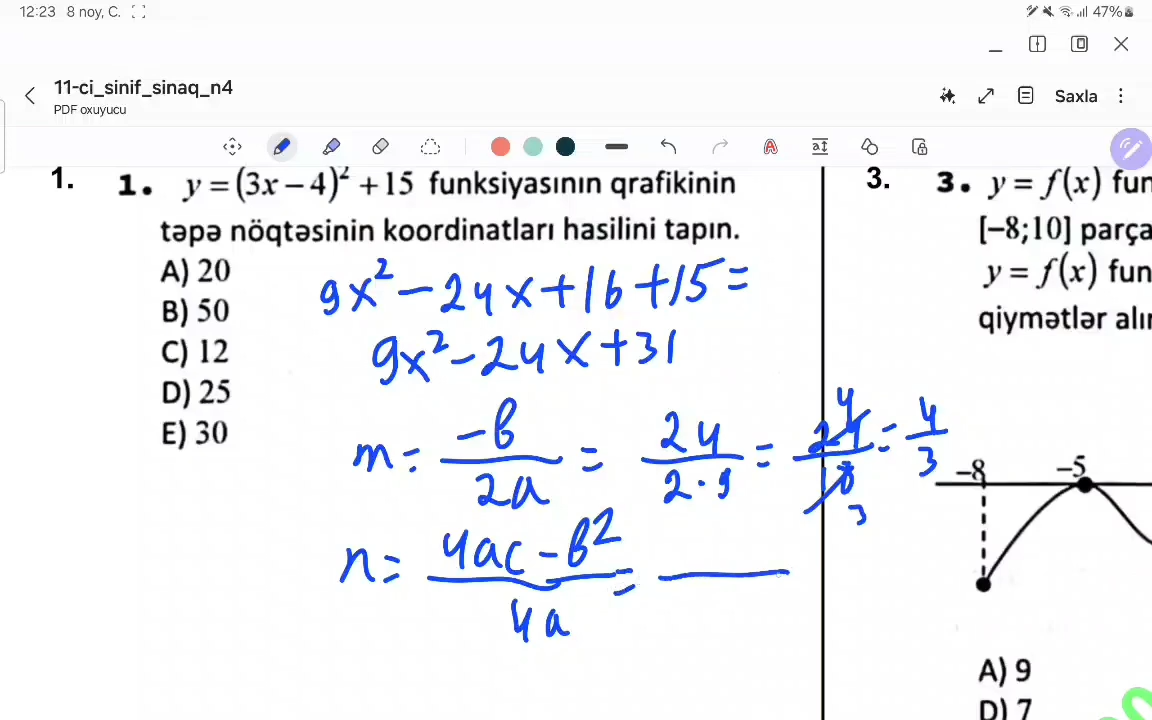 12:23 8 noy, C. 47%
11-ci_sinif_sinaq_n4
PDF oxuyucu
Saxla
1. 1. y = (3x − 4)² + 15 funksiyasının qrafikinin
təpə nöqtəsinin koordinatları hasilini tapın.
A) 20
B) 50
C) 12
D) 25
E) 30
9x² − 24x + 16 + 15 =
9x² − 24x + 31
m = −b/2a = 24/2·9 = 24/18 = 4/3
4
3
n = 4ac − b²/4a =
3. 3. y = f(x) fun
[−8;10] parça
y = f(x) fun
qiymətlər alır
−8 −5
A) 9
D) 7